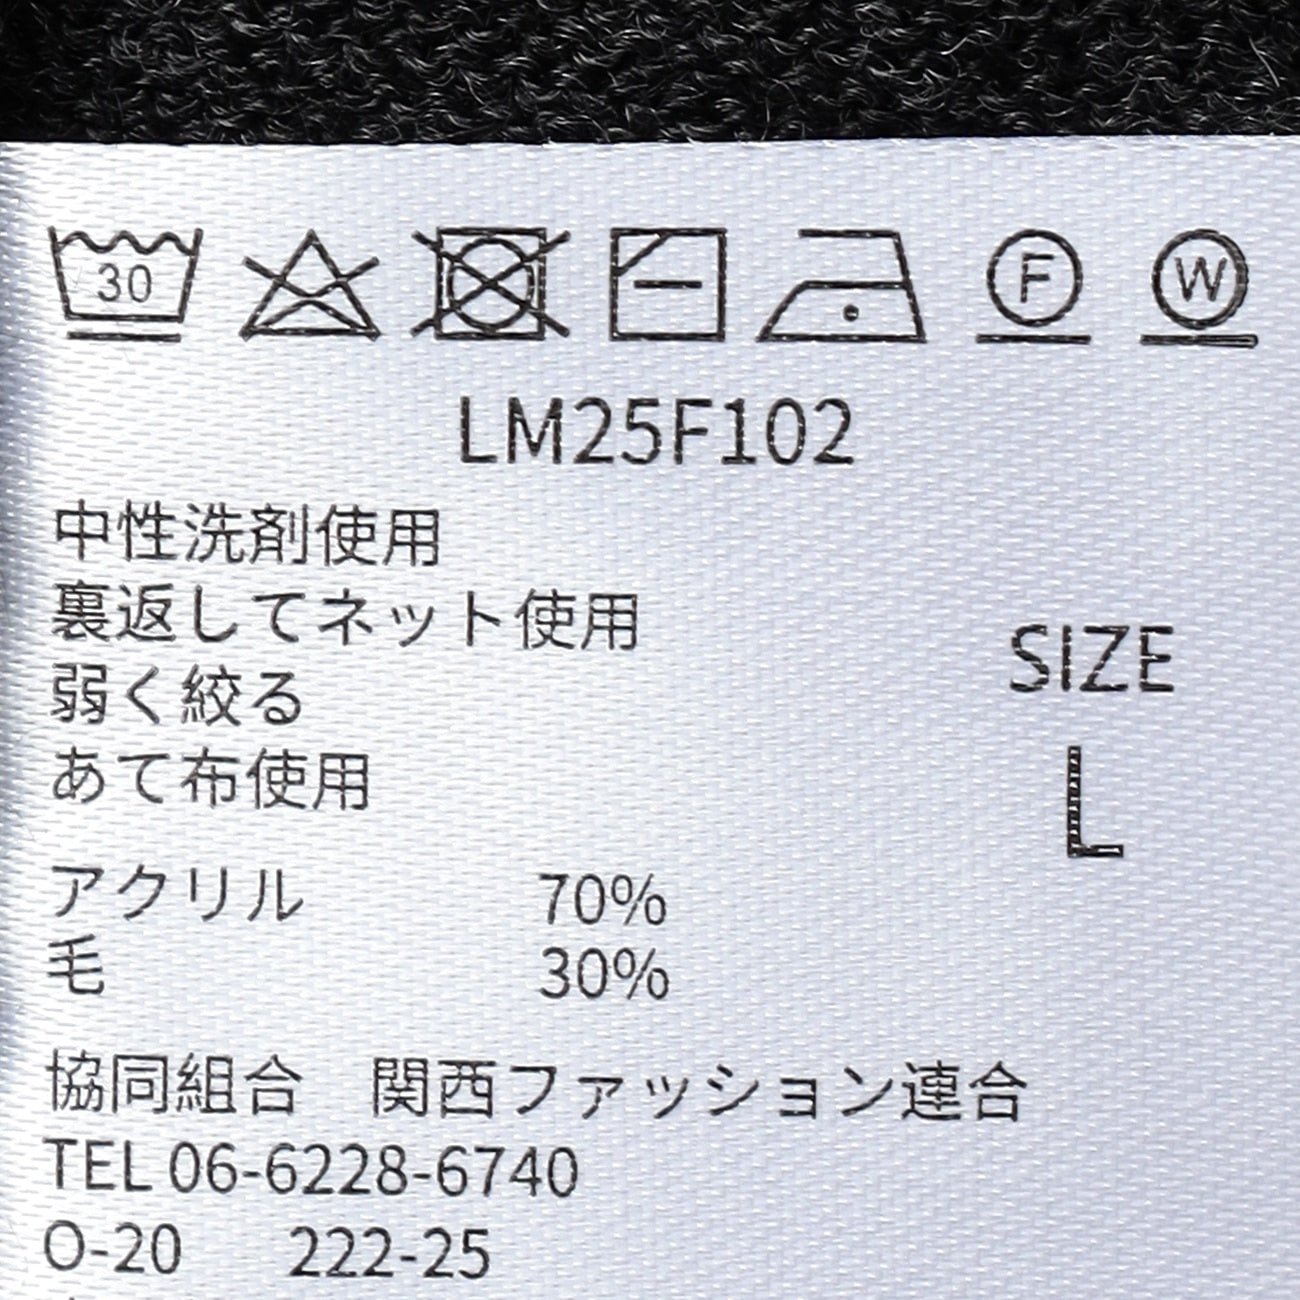 30 F W
LM25F102
中性洗剤使用
裏返してネット使用
弱く絞る
あて布使用
SIZE
L
アクリル 70%
毛 30%
協同組合 関西ファッション連合
TEL 06-6228-6740
O-20 222-25